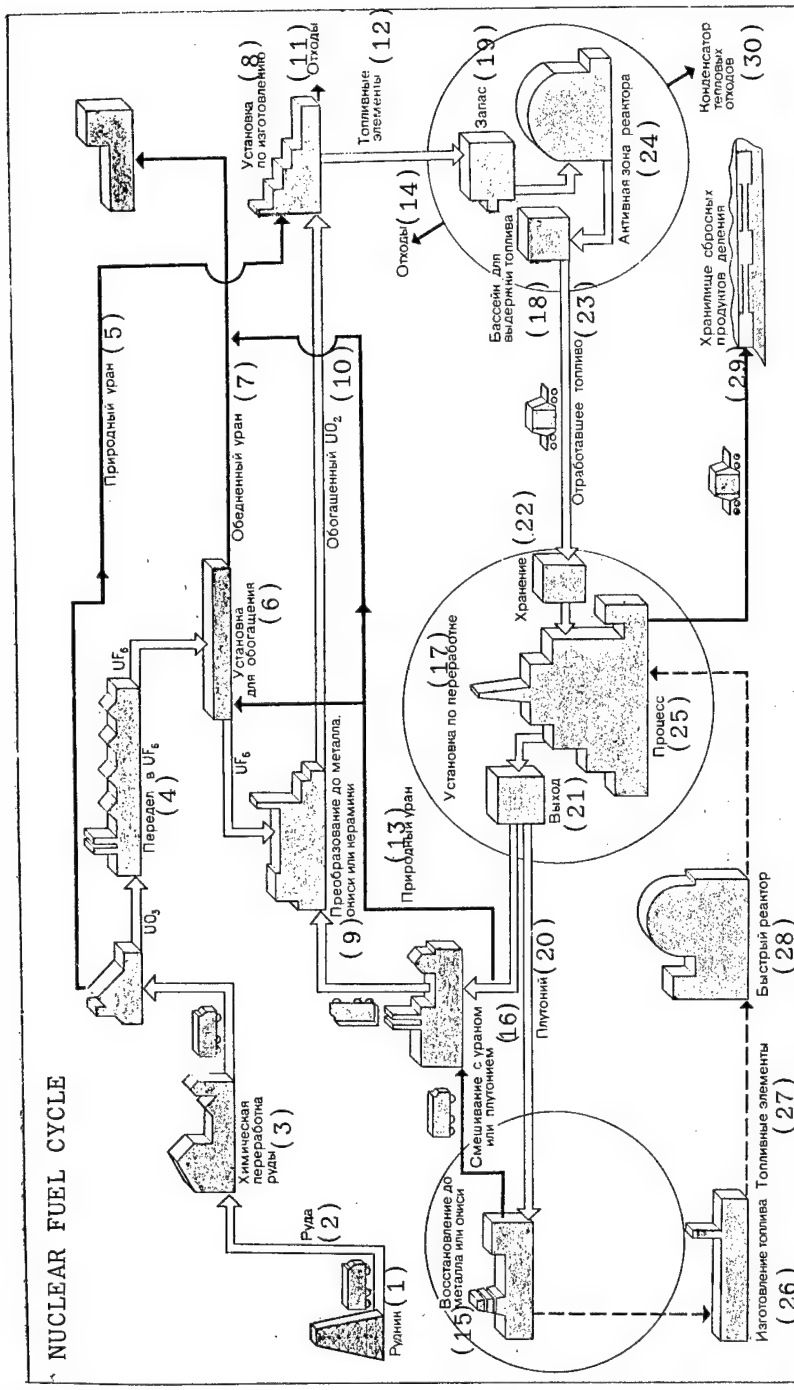 NUCLEAR FUEL CYCLE
Рудник (1)
Руда
(2)
Химическая
переработка
руды
(3)
UO₃
Передел в UF₆
(4)
UF₆
Природный уран (5)
Установка
для обогащения
(6)
Обедненный уран (7)
UF₆
Преобразование до металла,
окиси или керамики
(9)
Обогащенный UO₂
(10)
Установка
по изготовлению
(8)
(11)
Отходы
Топливные
элементы
(12)
(13)
Природный уран
Отходы (14)
Восстановление до
металла или окиси
(15)
Смешивание с ураном
или плутонием
(16)
Плутоний (20)
Установка по переработке
(17)
Выход
(21)
Хранение
(22)
Процесс
(25)
Бассейн для
выдержки топлива
(18)
Отработавшее топливо
(23)
Запас
(19)
Активная зона реактора
(24)
Конденсатор
тепловых
отходов
(30)
Хранилище сбросных
продуктов деления
(29)
Изготовление топлива
(26)
Топливные элементы
(27)
Быстрый реактор
(28)